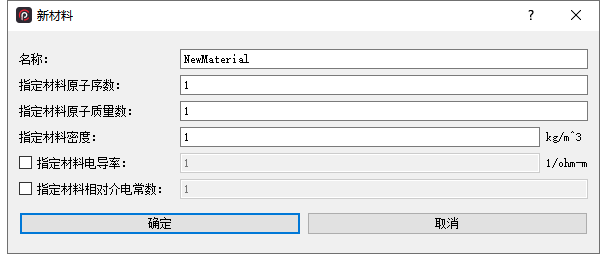 新材料
名称： NewMaterial
指定材料原子序数： 1
指定材料原子质量数： 1
指定材料密度： 1 kg/m^3
指定材料电导率： 1 1/ohm-m
指定材料相对介电常数： 1
确定 取消